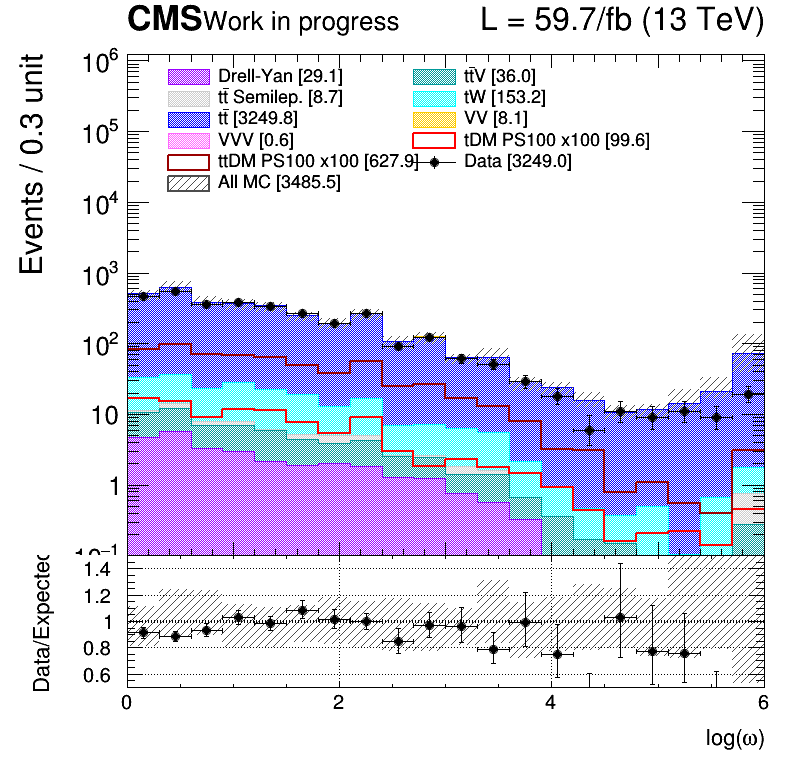 CMS Work in progress L = 59.7/fb (13 TeV)
Events / 0.3 unit
10⁶
10⁵
10⁴
10³
10²
10
1
10⁻¹
Drell-Yan [29.1]
tt̄ Semilep. [8.7]
tt̄ [3249.8]
VVV [0.6]
ttDM PS100 x100 [627.9]
All MC [3485.5]
tt̄V [36.0]
tW [153.2]
VV [8.1]
tDM PS100 x100 [99.6]
Data [3249.0]
Data/Expected
1.4
1.2
1
0.8
0.6
0 2 4 6
log(ω)